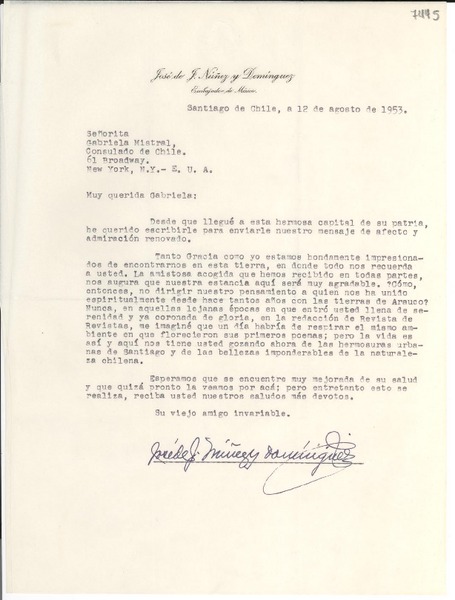 7445
José de J. Núñez y Domínguez
Embajador de México
Santiago de Chile, a 12 de agosto de 1953.
Señorita
Gabriela Mistral,
Consulado de Chile.
61 Broadway.
New York, N.Y.- E. U. A.
Muy querida Gabriela:
Desde que llegué a esta hermosa capital de su patria,
he querido escribirle para enviarle nuestro mensaje de afecto y
admiración renovado.
Tanto Gracia como yo estamos hondamente impresiona-
dos de encontrarnos en esta tierra, en donde todo nos recuerda
a usted. La amistosa acogida que hemos recibido en todas partes,
nos augura que nuestra estancia aquí será muy agradable. ?Cómo,
entonces, no dirigir nuestro pensamiento a quien nos ha unido
espiritualmente desde hace tantos años con las tierras de Arauco?
Nunca, en aquellas lejanas épocas en que entró usted llena de se-
renidad y ya coronada de gloria, en la redacción de Revista de
Revistas, me imaginé que un día habría de respirar el mismo am-
biente en que florecieron sus primeros poemas; pero la vida es
así y aquí nos tiene usted gozando ahora de las hermosuras urba-
nas de Santiago y de las bellezas imponderables de la naturale-
za chilena.
Esperamos que se encuentre muy mejorada de su salud
y que quizá pronto la veamos por acá; pero entretanto esto se
realiza, reciba usted nuestros saludos más devotos.
Su viejo amigo invariable.
José de J. Núñez y Domínguez